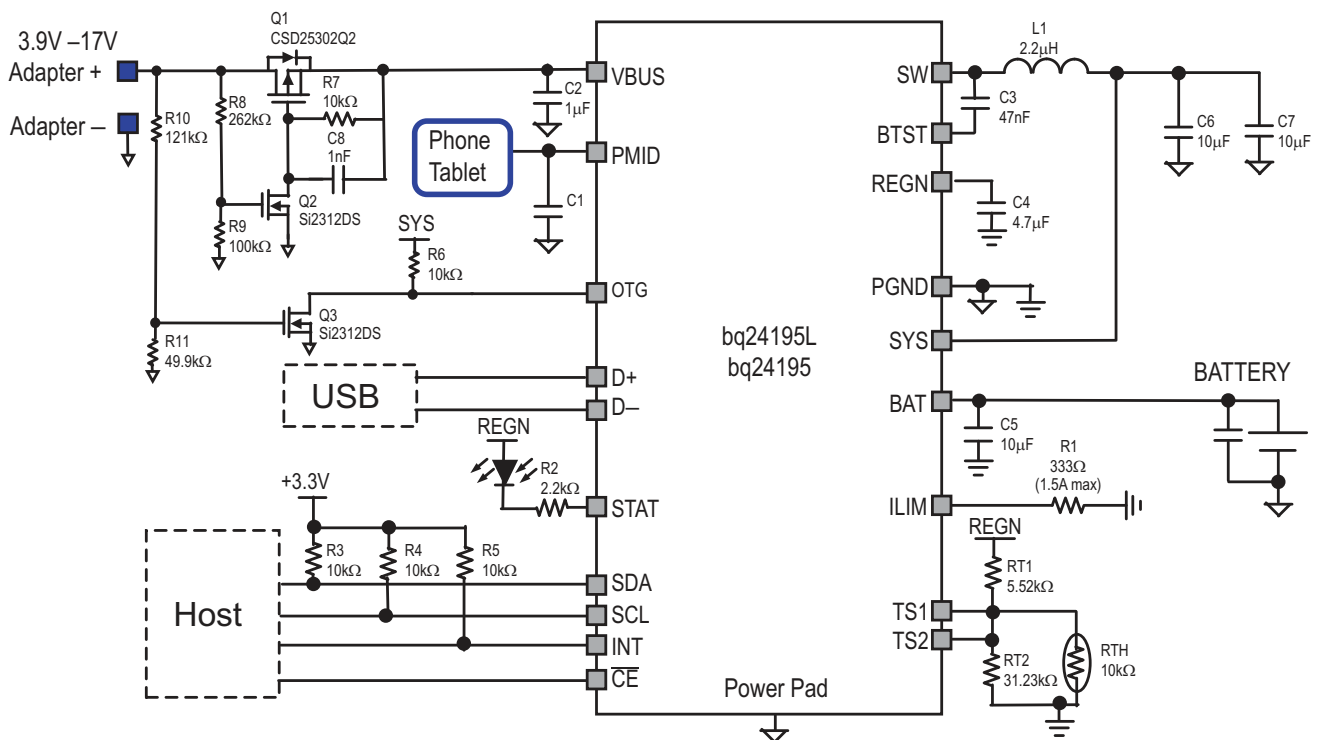 3.9V –17V
Adapter +
Adapter –
Q1
CSD25302Q2
R10
121kΩ
R8
262kΩ
R7
10kΩ
C8
1nF
Q2
Si2312DS
R9
100kΩ
C2
1μF
Phone
Tablet
C1
SYS
R6
10kΩ
Q3
Si2312DS
R11
49.9kΩ
USB
REGN
R2
2.2kΩ
+3.3V
R3
10kΩ
R4
10kΩ
R5
10kΩ
Host
VBUS
PMID
OTG
D+
D–
STAT
SDA
SCL
INT
CE
bq24195L
bq24195
Power Pad
SW
BTST
REGN
PGND
SYS
BAT
ILIM
TS1
TS2
L1
2.2μH
C3
47nF
C6
10μF
C7
10μF
C4
4.7μF
BATTERY
C5
10μF
R1
333Ω
(1.5A max)
REGN
RT1
5.52kΩ
RT2
31.23kΩ
RTH
10kΩ